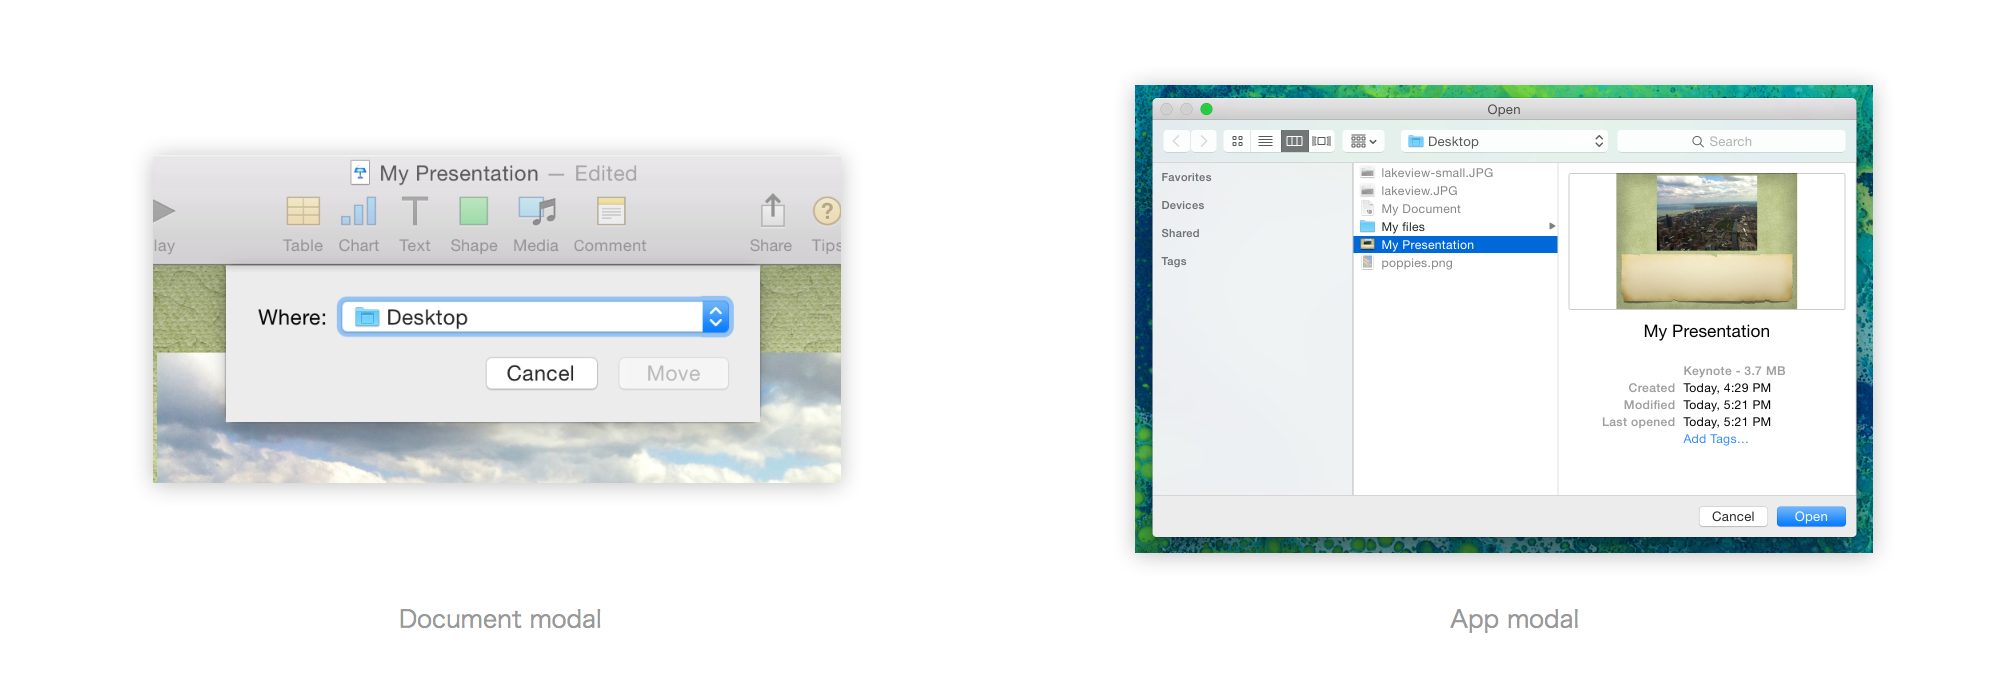 My Presentation — Edited
lay Table Chart Text Shape Media Comment Share Tips
Where: Desktop
Cancel Move
Document modal
Open
Desktop Search
Favorites
Devices
Shared
Tags
lakeview-small.JPG
lakeview.JPG
My Document
My files
My Presentation
poppies.png
My Presentation
Keynote - 3.7 MB
Created Today, 4:29 PM
Modified Today, 5:21 PM
Last opened Today, 5:21 PM
Add Tags...
Cancel Open
App modal